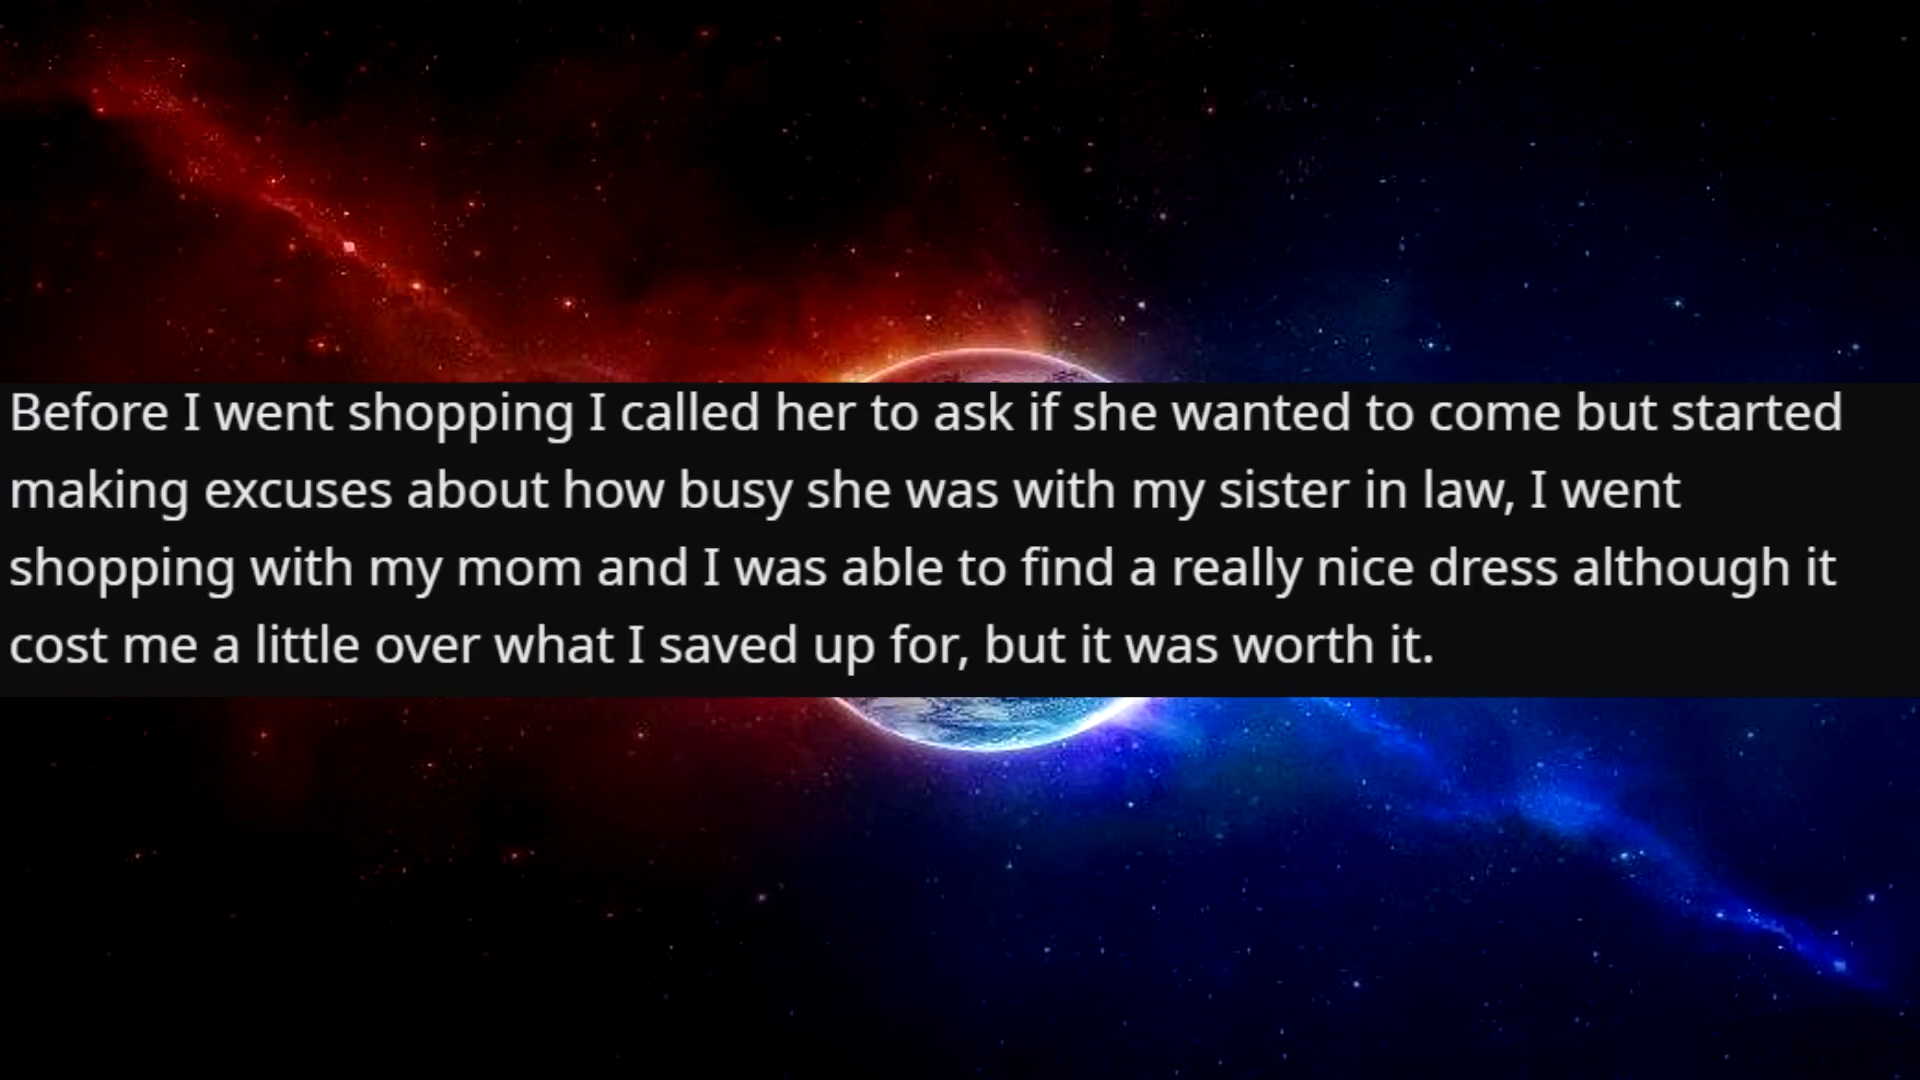 Before I went shopping I called her to ask if she wanted to come but started
making excuses about how busy she was with my sister in law, I went
shopping with my mom and I was able to find a really nice dress although it
cost me a little over what I saved up for, but it was worth it.